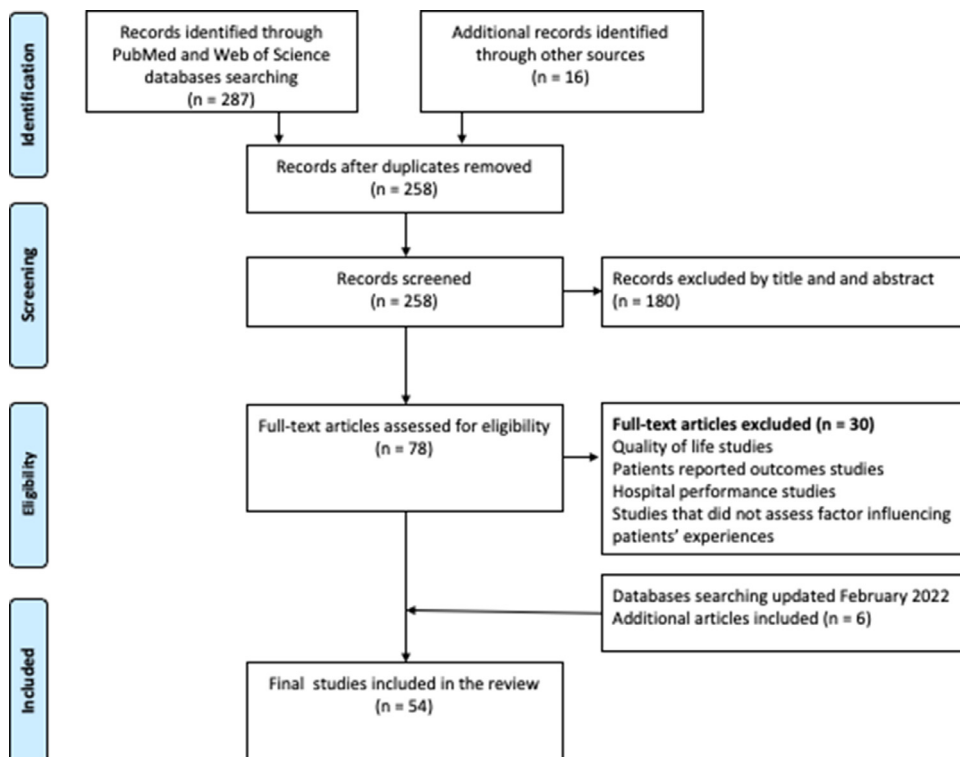 Identification
Records identified through
PubMed and Web of Science
databases searching
(n = 287)
Additional records identified
through other sources
(n = 16)
Records after duplicates removed
(n = 258)
Screening
Records screened
(n = 258)
Records excluded by title and and abstract
(n = 180)
Eligibility
Full-text articles assessed for eligibility
(n = 78)
Full-text articles excluded (n = 30)
Quality of life studies
Patients reported outcomes studies
Hospital performance studies
Studies that did not assess factor influencing
patients' experiences
Databases searching updated February 2022
Additional articles included (n = 6)
Included
Final studies included in the review
(n = 54)